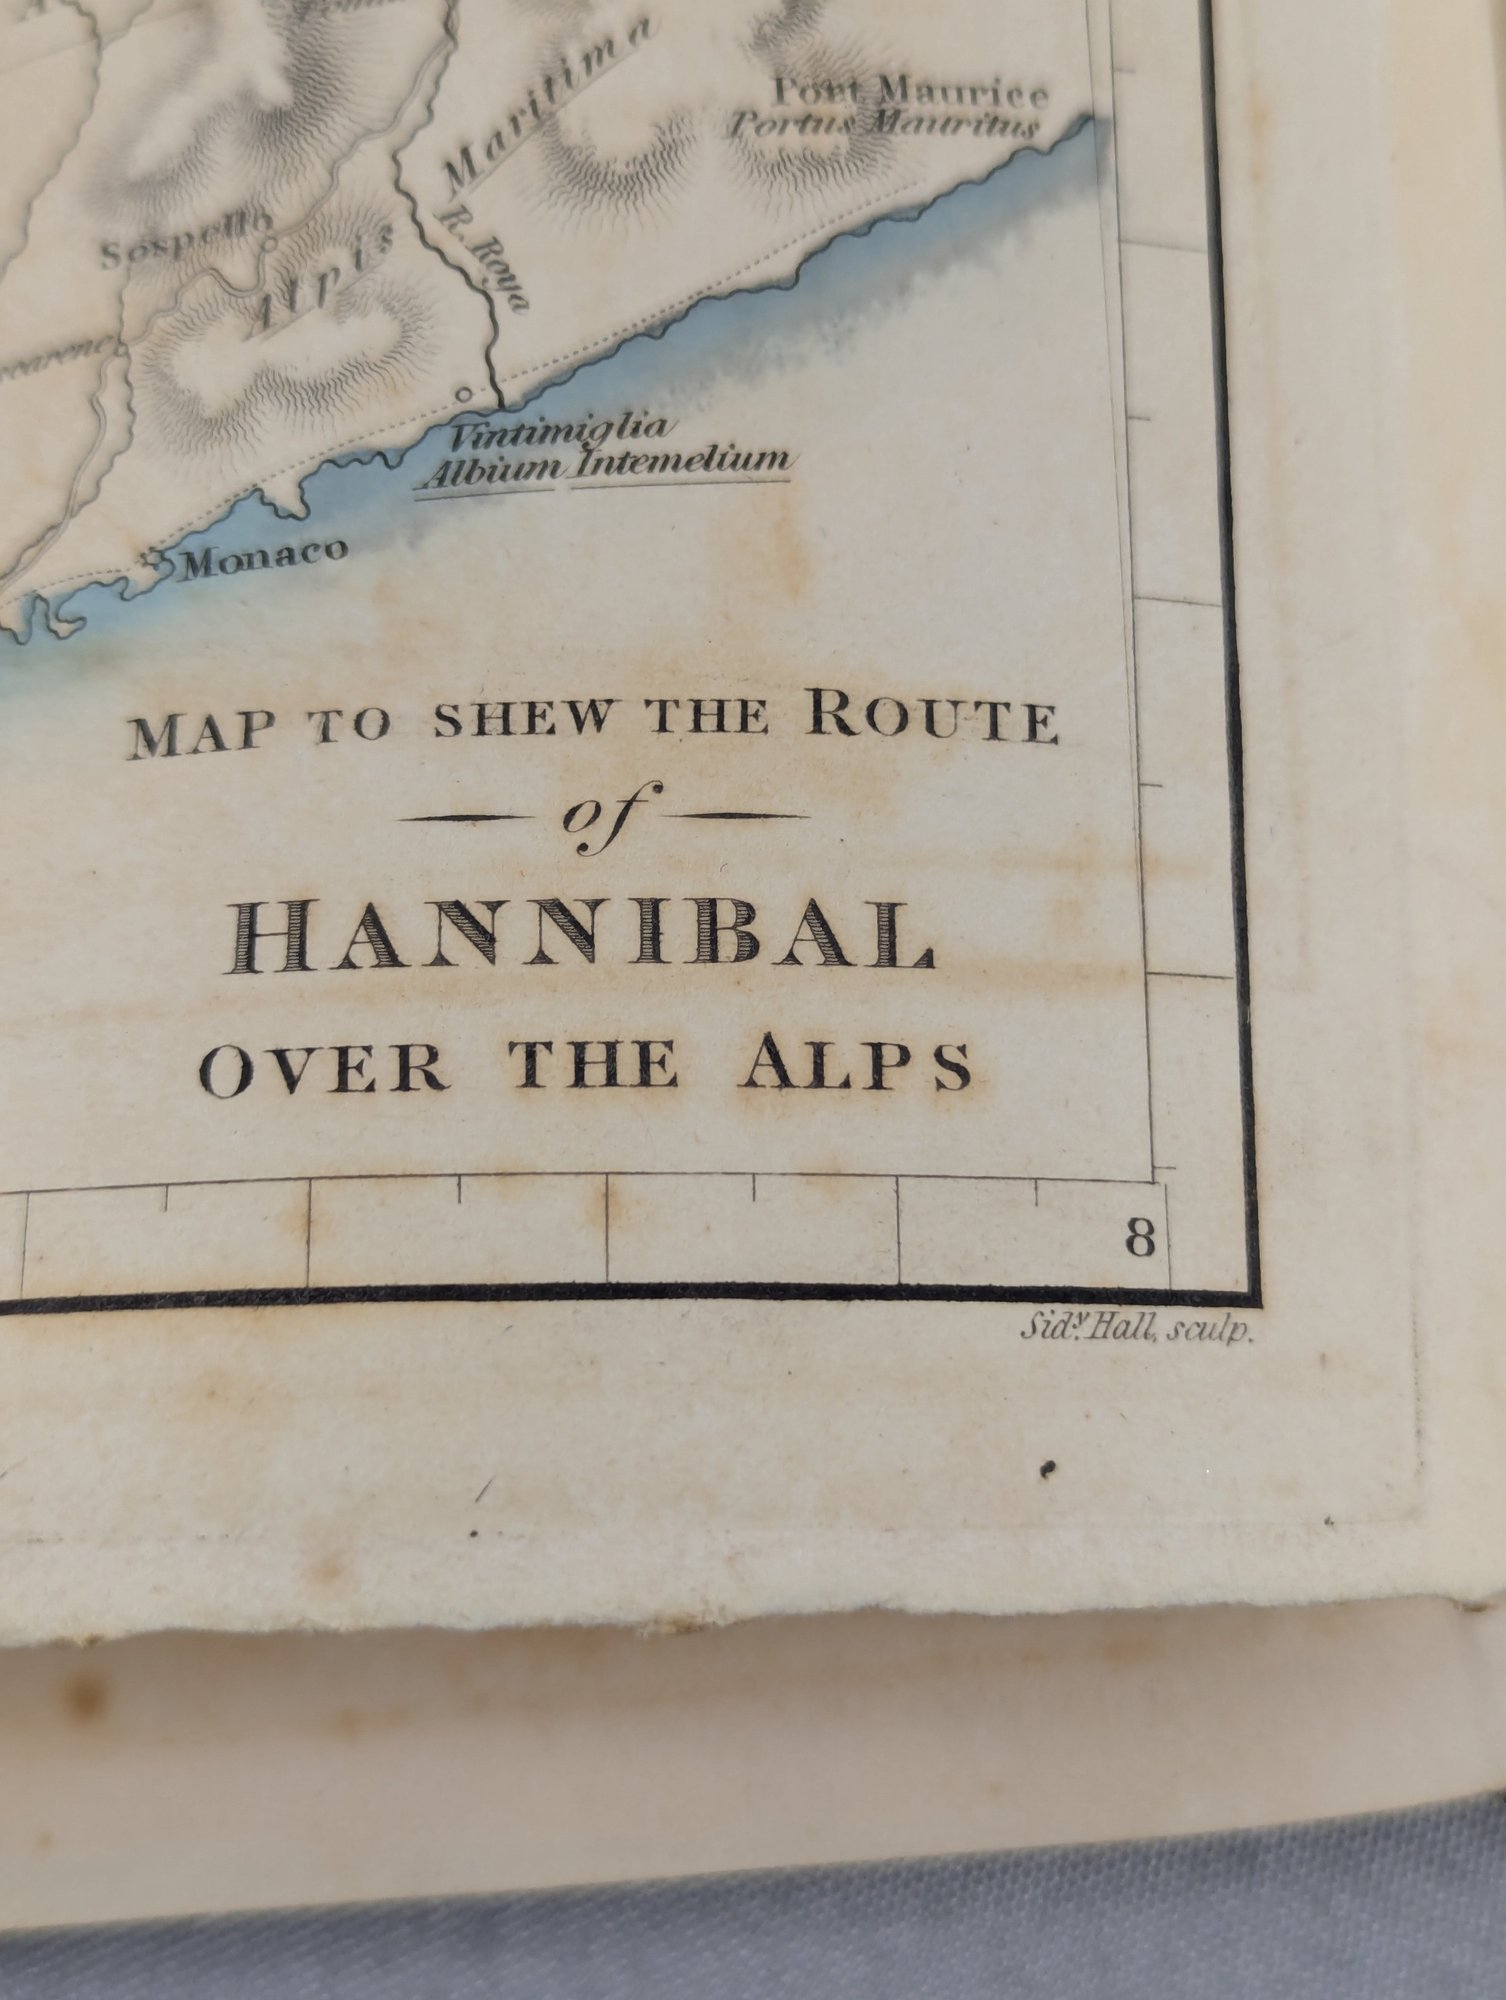 Maritima
Port Maurice
Portus Mauritus
Sospello
R. Roya
Alpis
Vintimiglia
Albium Intemelium
Monaco
MAP TO SHEW THE ROUTE
of
HANNIBAL
OVER THE ALPS
8
Sidy. Hall, sculp.